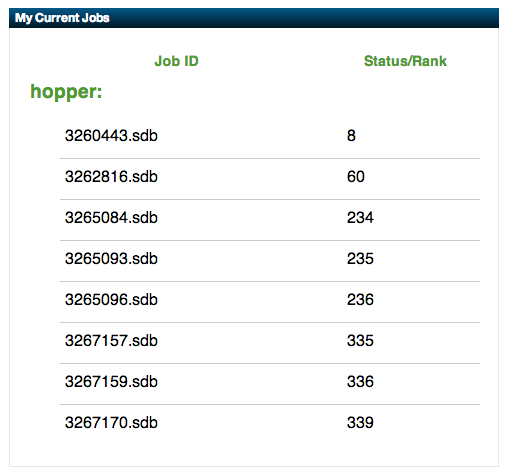 My Current Jobs
Job ID Status/Rank
hopper:
3260443.sdb 8
3262816.sdb 60
3265084.sdb 234
3265093.sdb 235
3265096.sdb 236
3267157.sdb 335
3267159.sdb 336
3267170.sdb 339